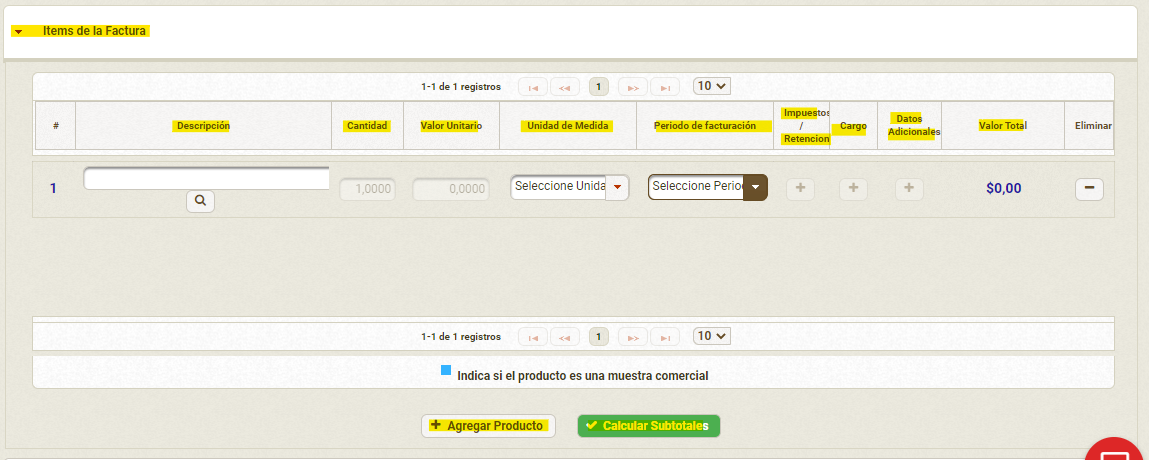 Items de la Factura
1-1 de 1 registros 1 10
# Descripción Cantidad Valor Unitario Unidad de Medida Periodo de facturación Impuestos / Retencion Cargo Datos Adicionales Valor Total Eliminar
1 1,0000 0,0000 Seleccione Unida Seleccione Perio $0,00
1-1 de 1 registros 1 10
Indica si el producto es una muestra comercial
Agregar Producto Calcular Subtotales